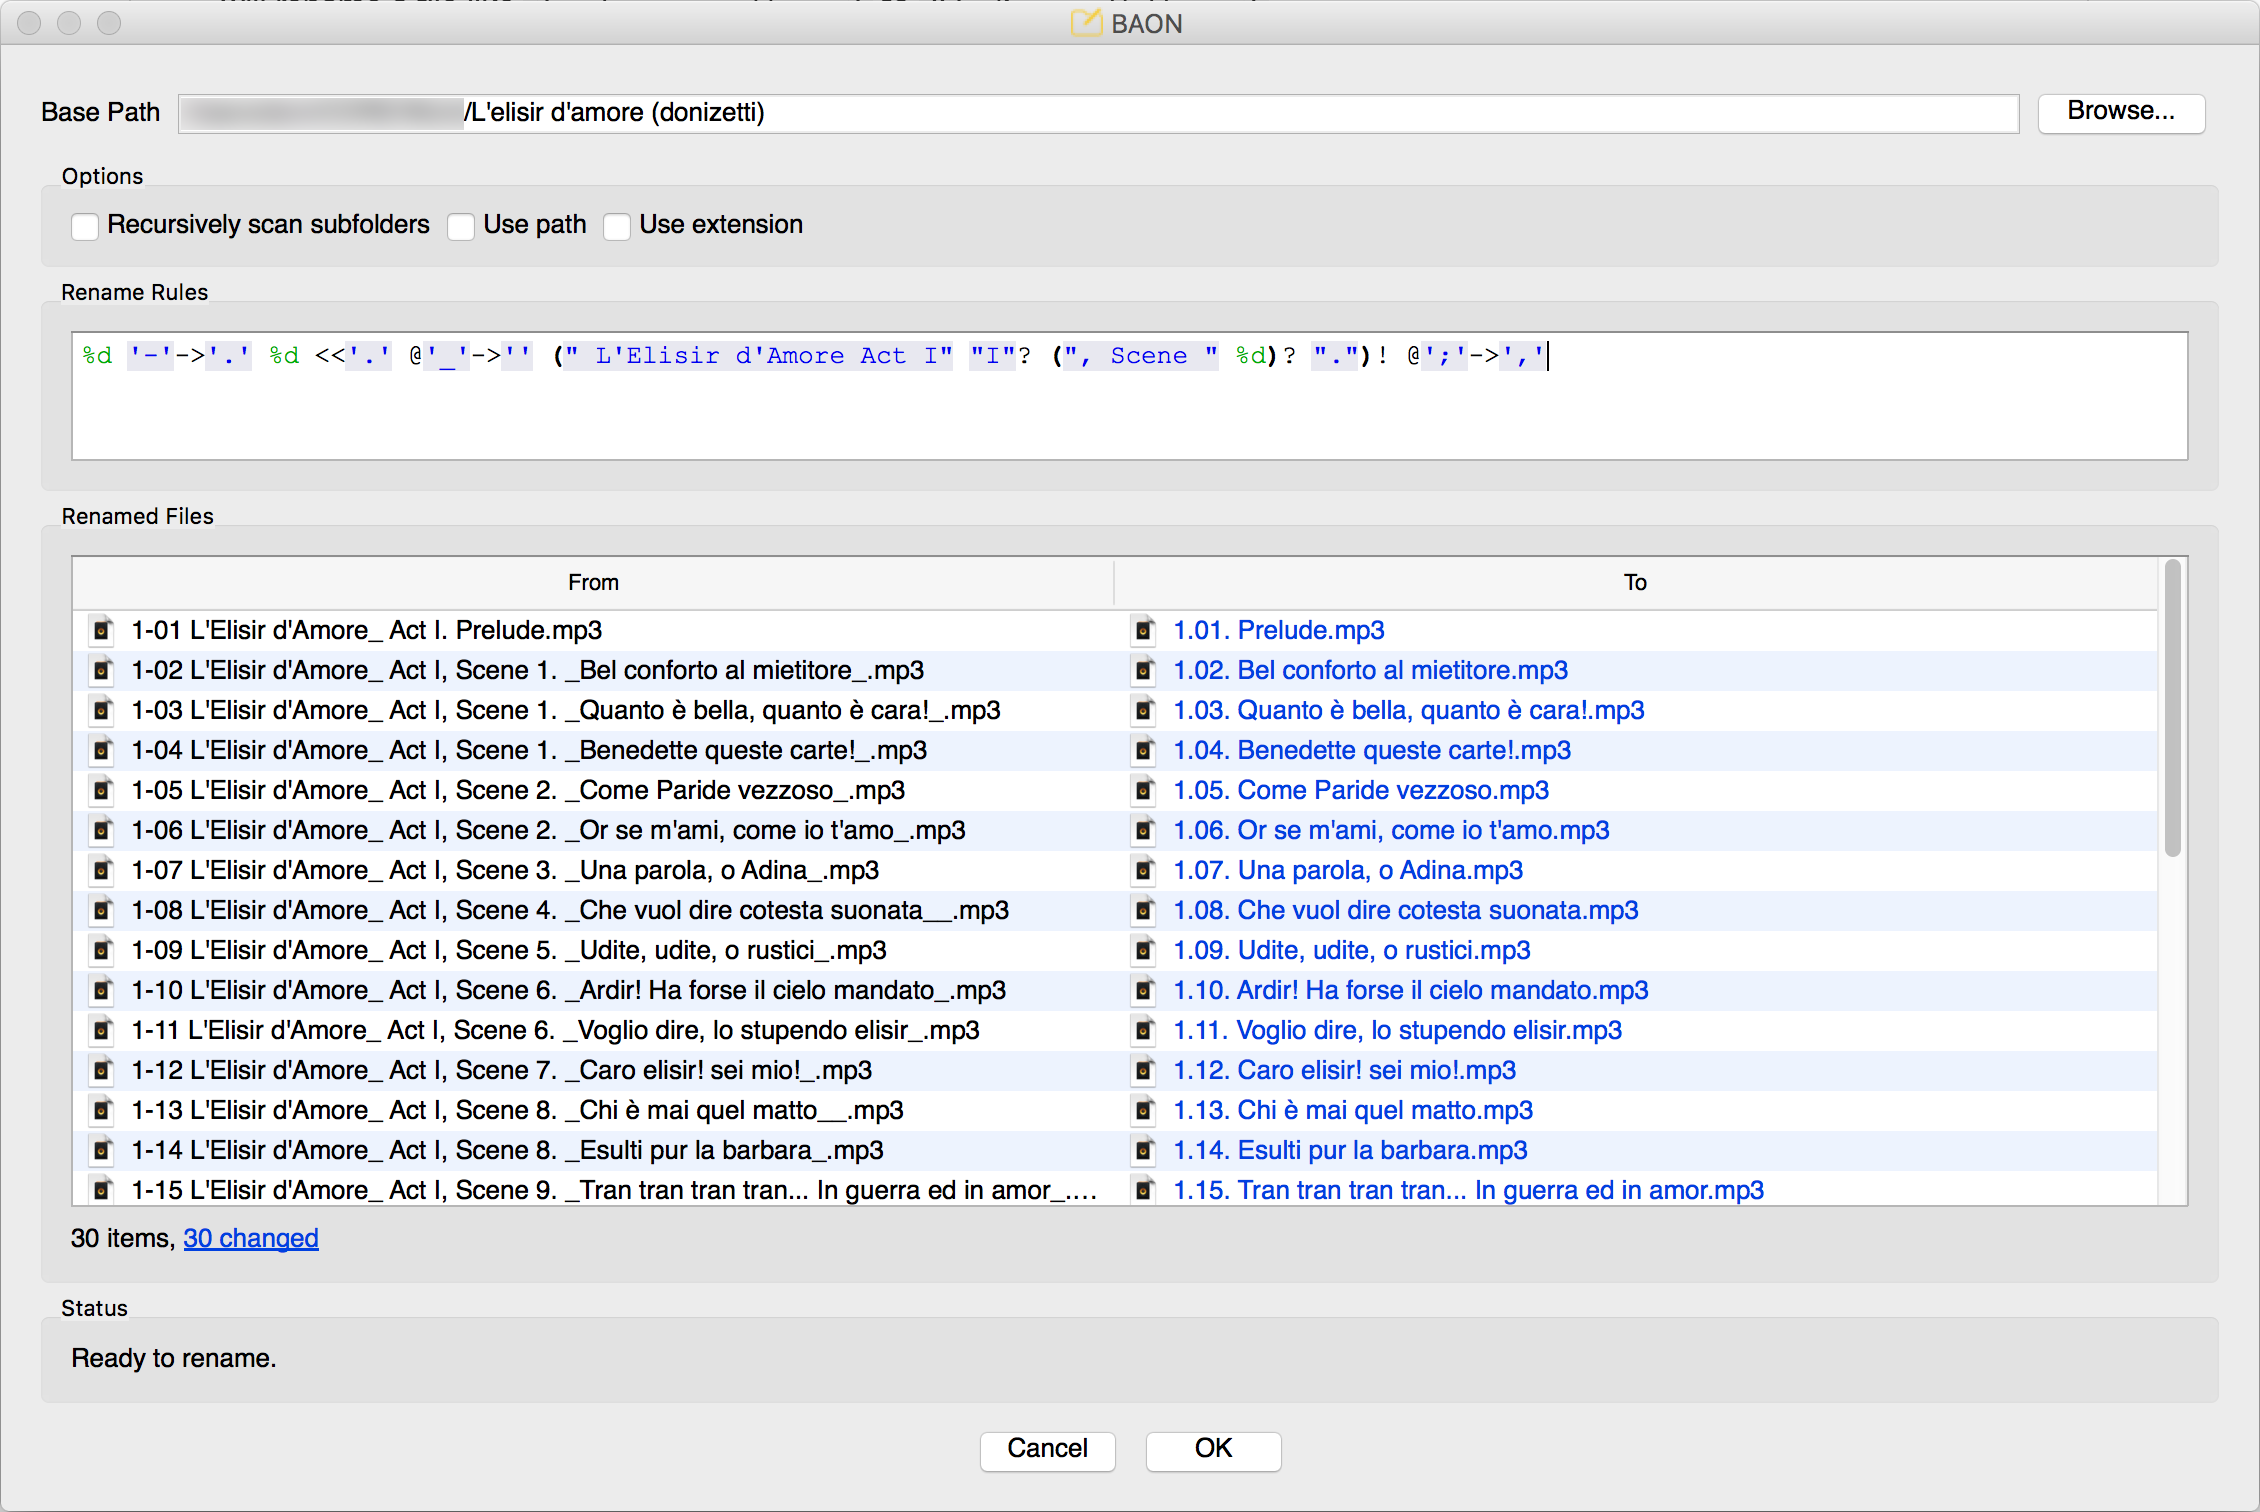 BAON
Base Path /L'elisir d'amore (donizetti) Browse...
Options
Recursively scan subfolders Use path Use extension
Rename Rules
%d '-'->'.' %d <<'.' @'_'->'' (" L'Elisir d'Amore Act I" "I"? (", Scene " %d)? ".")! @';'->','
Renamed Files
From To
1-01 L'Elisir d'Amore_ Act I. Prelude.mp3 1.01. Prelude.mp3
1-02 L'Elisir d'Amore_ Act I, Scene 1. _Bel conforto al mietitore_.mp3 1.02. Bel conforto al mietitore.mp3
1-03 L'Elisir d'Amore_ Act I, Scene 1. _Quanto è bella, quanto è cara!_.mp3 1.03. Quanto è bella, quanto è cara!.mp3
1-04 L'Elisir d'Amore_ Act I, Scene 1. _Benedette queste carte!_.mp3 1.04. Benedette queste carte!.mp3
1-05 L'Elisir d'Amore_ Act I, Scene 2. _Come Paride vezzoso_.mp3 1.05. Come Paride vezzoso.mp3
1-06 L'Elisir d'Amore_ Act I, Scene 2. _Or se m'ami, come io t'amo_.mp3 1.06. Or se m'ami, come io t'amo.mp3
1-07 L'Elisir d'Amore_ Act I, Scene 3. _Una parola, o Adina_.mp3 1.07. Una parola, o Adina.mp3
1-08 L'Elisir d'Amore_ Act I, Scene 4. _Che vuol dire cotesta suonata__.mp3 1.08. Che vuol dire cotesta suonata.mp3
1-09 L'Elisir d'Amore_ Act I, Scene 5. _Udite, udite, o rustici_.mp3 1.09. Udite, udite, o rustici.mp3
1-10 L'Elisir d'Amore_ Act I, Scene 6. _Ardir! Ha forse il cielo mandato_.mp3 1.10. Ardir! Ha forse il cielo mandato.mp3
1-11 L'Elisir d'Amore_ Act I, Scene 6. _Voglio dire, lo stupendo elisir_.mp3 1.11. Voglio dire, lo stupendo elisir.mp3
1-12 L'Elisir d'Amore_ Act I, Scene 7. _Caro elisir! sei mio!_.mp3 1.12. Caro elisir! sei mio!.mp3
1-13 L'Elisir d'Amore_ Act I, Scene 8. _Chi è mai quel matto__.mp3 1.13. Chi è mai quel matto.mp3
1-14 L'Elisir d'Amore_ Act I, Scene 8. _Esulti pur la barbara_.mp3 1.14. Esulti pur la barbara.mp3
1-15 L'Elisir d'Amore_ Act I, Scene 9. _Tran tran tran tran... In guerra ed in amor_.... 1.15. Tran tran tran tran... In guerra ed in amor.mp3
30 items, 30 changed
Status
Ready to rename.
Cancel OK